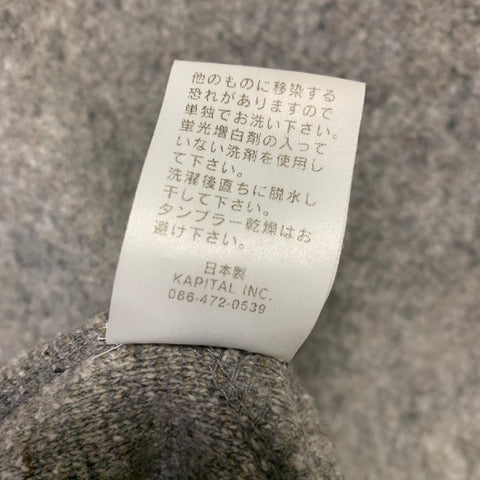 他のものに移染する
恐れがありますので
単独でお洗い下さい。
蛍光増白剤の入って
いない洗剤を使用し
て下さい。
洗濯後直ちに脱水し
干して下さい。
タンブラー乾燥はお
避け下さい。
日本製
KAPITAL INC.
086-472-0539